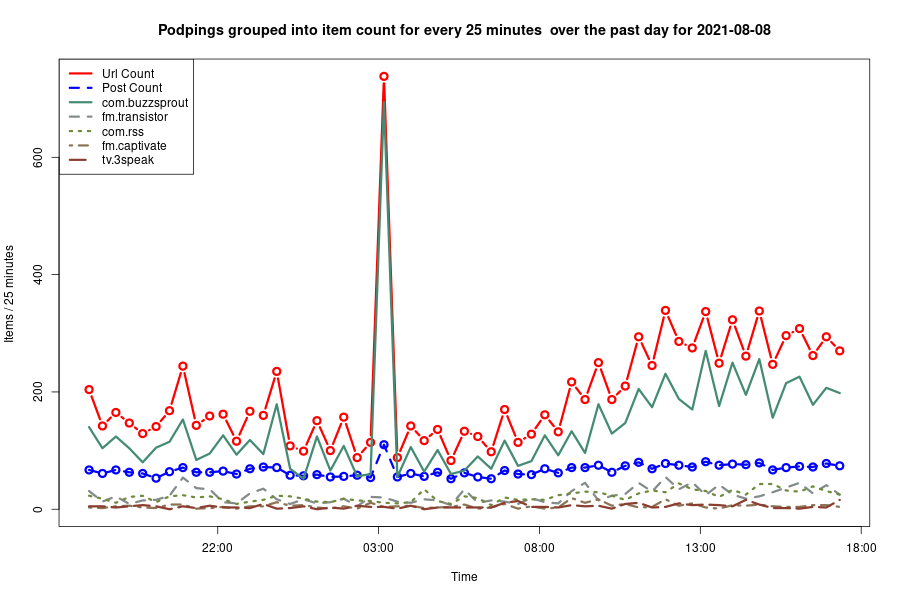 Podpings grouped into item count for every 25 minutes  over the past day for 2021-08-08
Url Count
Post Count
com.buzzsprout
fm.transistor
com.rss
fm.captivate
tv.3speak
Items / 25 minutes
600
400
200
0
22:00 03:00 08:00 13:00 18:00
Time